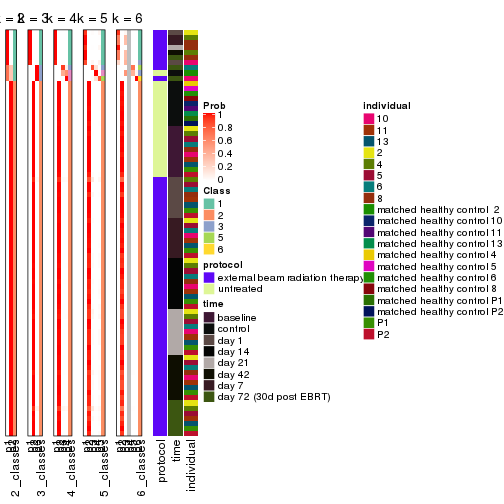 k = 2
k = 3
k = 4
k = 5
k = 6
Prob
1
0.8
0.6
0.4
0.2
0
Class
1
2
3
5
6
protocol
external beam radiation therapy
untreated
time
baseline
control
day 1
day 14
day 21
day 42
day 7
day 72 (30d post EBRT)
individual
10
11
13
2
4
5
6
8
matched healthy control 2
matched healthy control 10
matched healthy control 11
matched healthy control 13
matched healthy control 4
matched healthy control 5
matched healthy control 6
matched healthy control 8
matched healthy control P1
matched healthy control P2
P1
P2
2_classes
3_classes
4_classes
5_classes
6_classes
protocol
time
individual